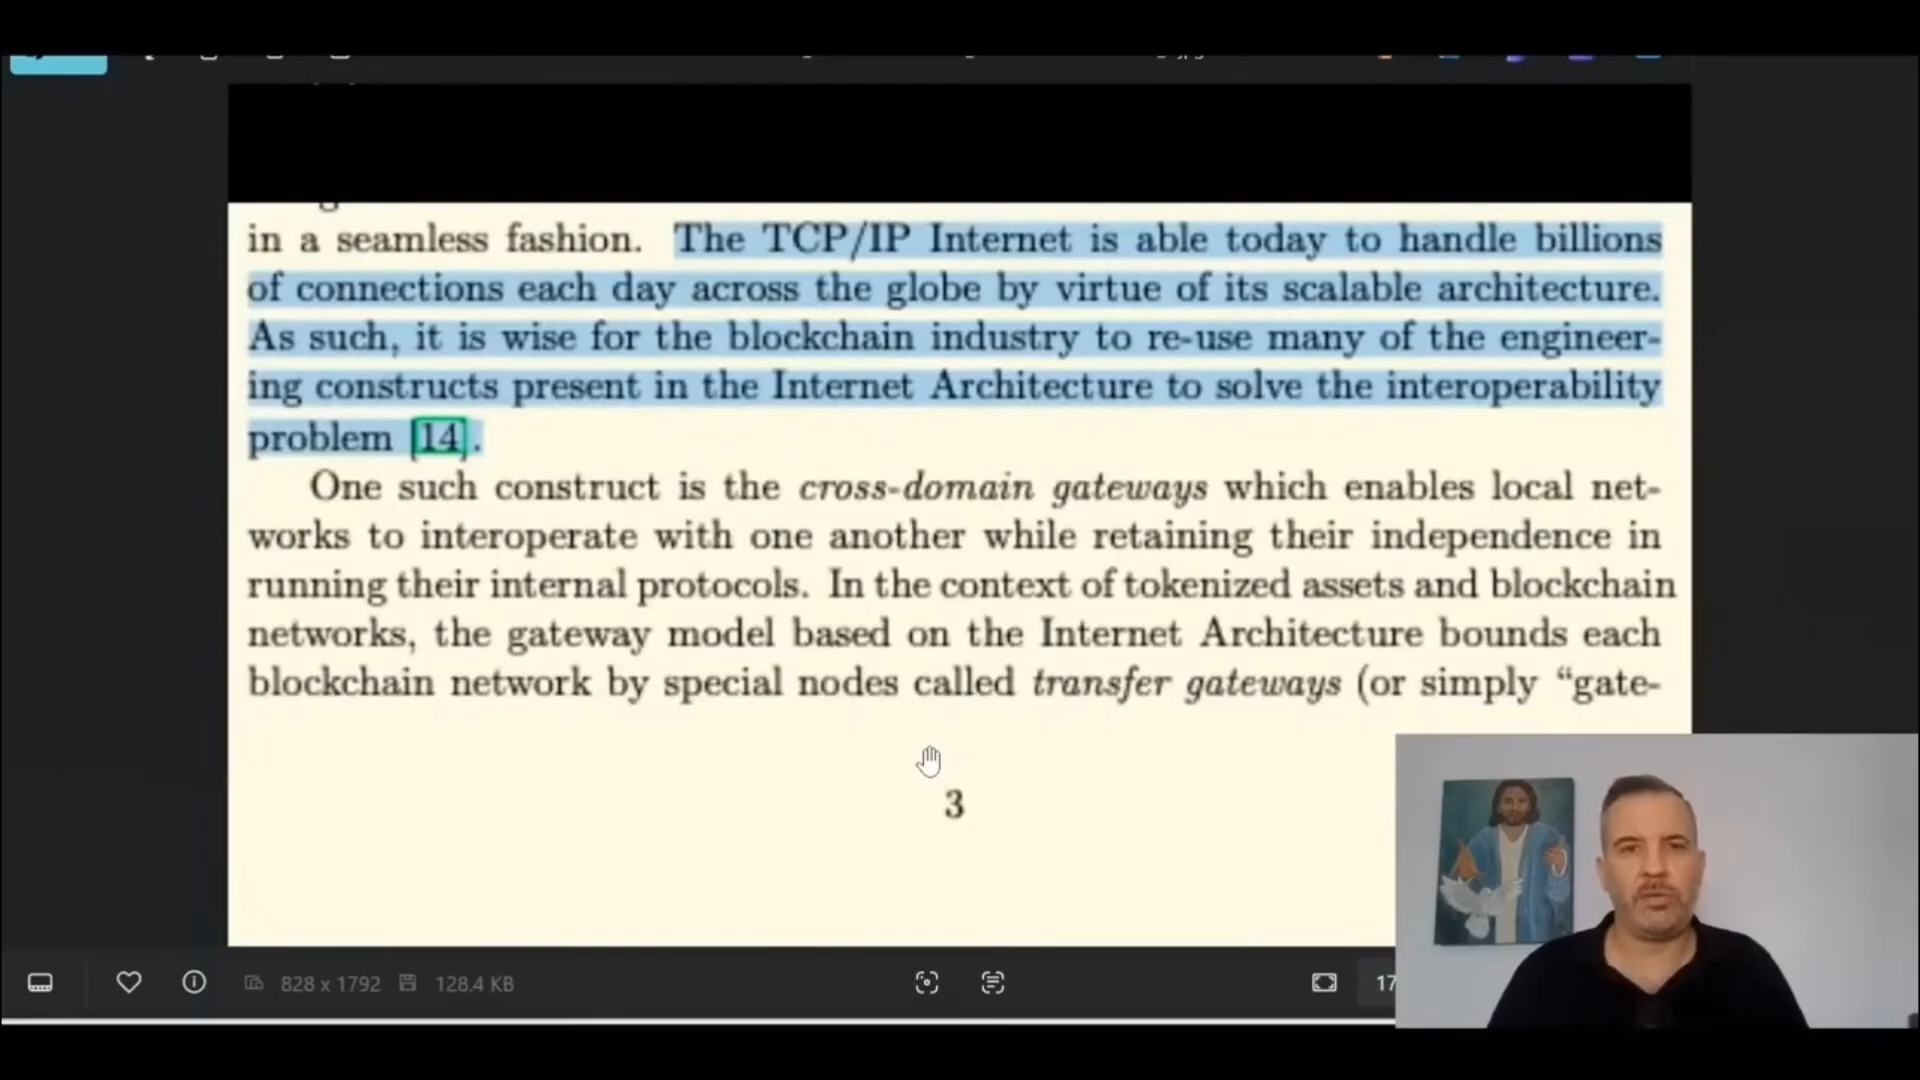 in a seamless fashion. The TCP/IP Internet is able today to handle billions
of connections each day across the globe by virtue of its scalable architecture.
As such, it is wise for the blockchain industry to re-use many of the engineer-
ing constructs present in the Internet Architecture to solve the interoperability
problem [14].
One such construct is the cross-domain gateways which enables local net-
works to interoperate with one another while retaining their independence in
running their internal protocols. In the context of tokenized assets and blockchain
networks, the gateway model based on the Internet Architecture bounds each
blockchain network by special nodes called transfer gateways (or simply “gate-
3
828 x 1792 128.4 KB 17